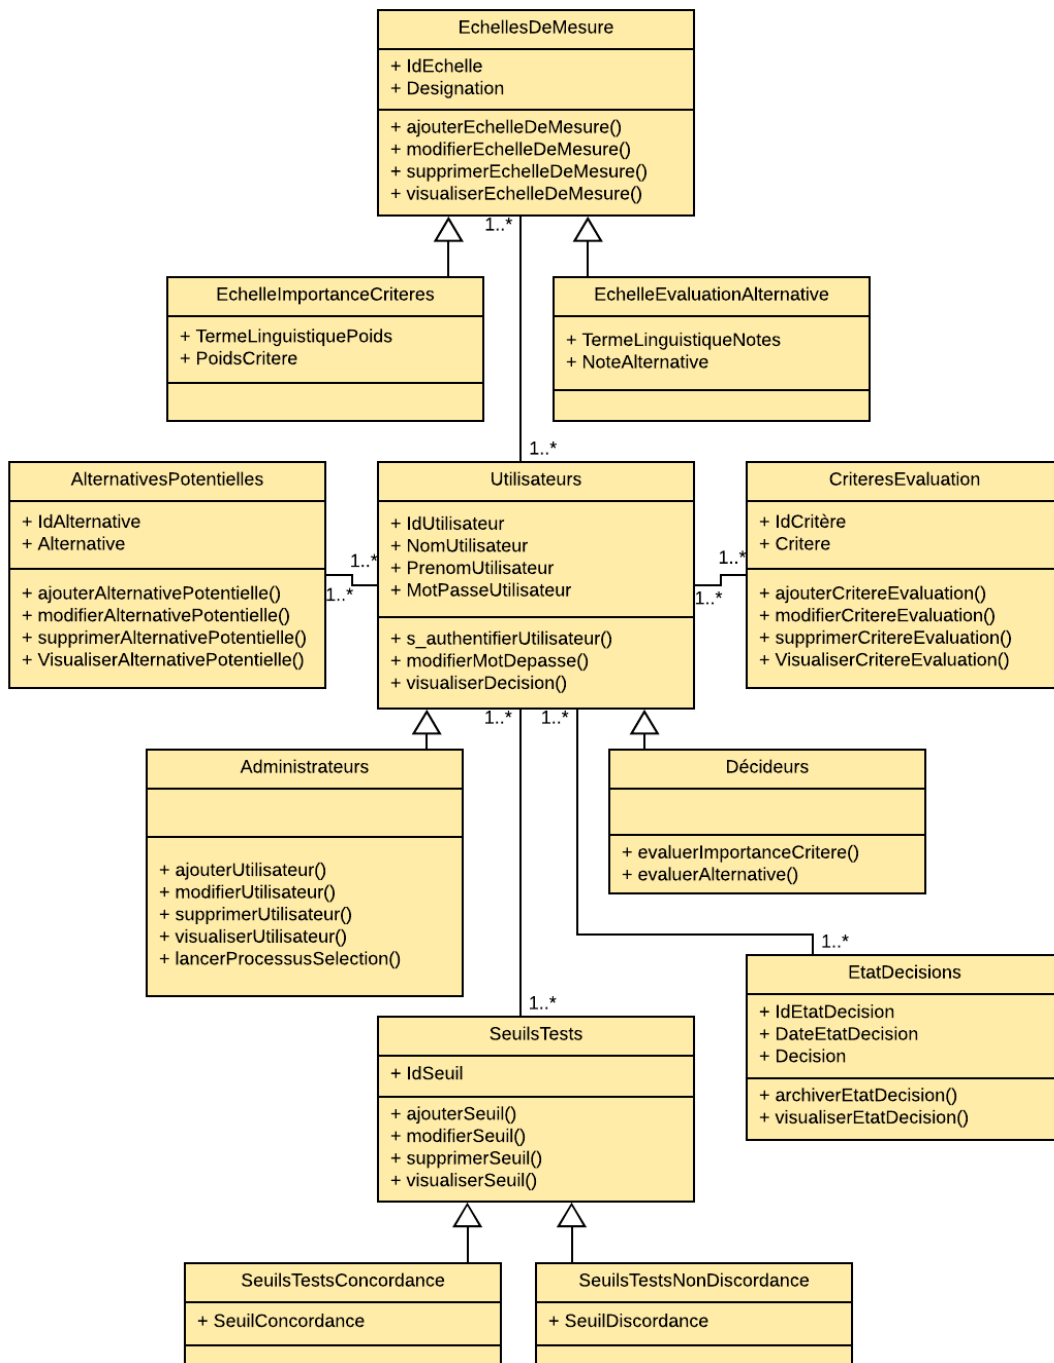 EchellesDeMesure
+ IdEchelle
+ Designation
+ ajouterEchelleDeMesure()
+ modifierEchelleDeMesure()
+ supprimerEchelleDeMesure()
+ visualiserEchelleDeMesure()
1..*
EchelleImportanceCriteres
+ TermeLinguistiquePoids
+ PoidsCritere
EchelleEvaluationAlternative
+ TermeLinguistiqueNotes
+ NoteAlternative
1..*
AlternativesPotentielles
+ IdAlternative
+ Alternative
+ ajouterAlternativePotentielle()
+ modifierAlternativePotentielle()
+ supprimerAlternativePotentielle()
+ VisualiserAlternativePotentielle()
1..*
1..*
Utilisateurs
+ IdUtilisateur
+ NomUtilisateur
+ PrenomUtilisateur
+ MotPasseUtilisateur
+ s_authentifierUtilisateur()
+ modifierMotDepasse()
+ visualiserDecision()
1..*
1..*
CriteresEvaluation
+ IdCritère
+ Critere
+ ajouterCritereEvaluation()
+ modifierCritereEvaluation()
+ supprimerCritereEvaluation()
+ VisualiserCritereEvaluation()
1..*
1..*
Administrateurs
+ ajouterUtilisateur()
+ modifierUtilisateur()
+ supprimerUtilisateur()
+ visualiserUtilisateur()
+ lancerProcessusSelection()
Décideurs
+ evaluerImportanceCritere()
+ evaluerAlternative()
1..*
EtatDecisions
+ IdEtatDecision
+ DateEtatDecision
+ Decision
+ archiverEtatDecision()
+ visualiserEtatDecision()
1..*
SeuilsTests
+ IdSeuil
+ ajouterSeuil()
+ modifierSeuil()
+ supprimerSeuil()
+ visualiserSeuil()
SeuilsTestsConcordance
+ SeuilConcordance
SeuilsTestsNonDiscordance
+ SeuilDiscordance